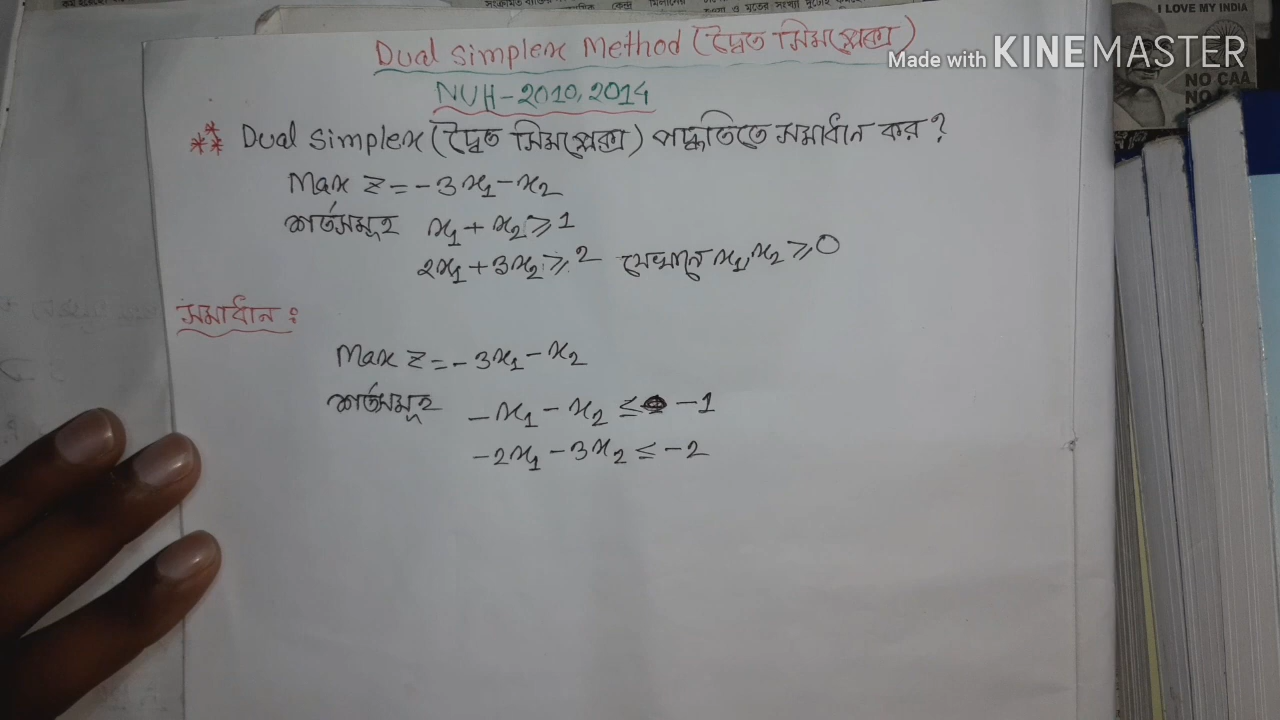 Dual Simplex Method (দ্বৈত সিমপ্লেক্স)
Made with KINEMASTER
I LOVE MY INDIA
NO CAA
NUH-2010, 2014
Dual Simplex (দ্বৈত সিমপ্লেক্স) পদ্ধতিতে সমাধান কর?
Max Z = -3x₁ - x₂
শর্তসমূহ x₁ + x₂ ≥ 1
2x₁ + 3x₂ ≥ 2 যেখানে x₁, x₂ ≥ 0
সমাধান:
Max Z = -3x₁ - x₂
শর্তসমূহ -x₁ - x₂ ≤ -1
-2x₁ - 3x₂ ≤ -2